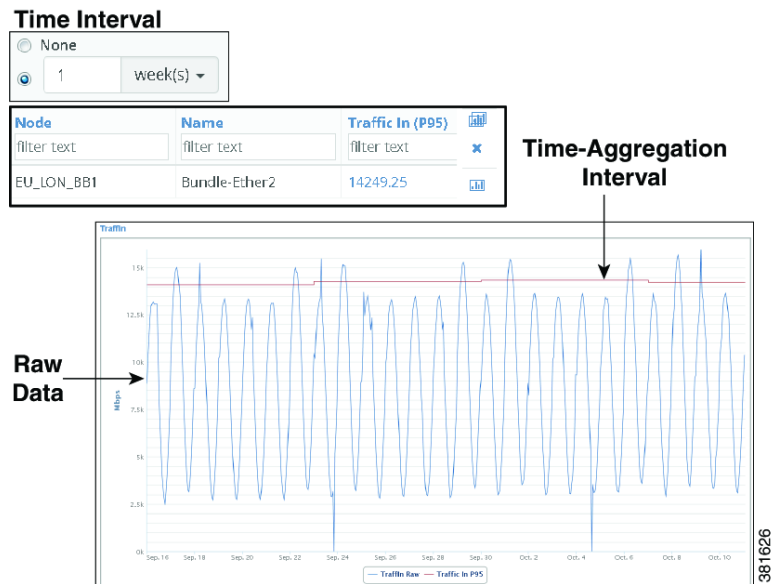 Time Interval
None
1 week(s)
Node Name Traffic In (P95)
filter text filter text filter text
EU_LON_BB1 Bundle-Ether2 14249.25
Time-Aggregation
Interval
TraffIn
15k
12.5k
Raw
Data
10k
Mbps
7.5k
5k
2.5k
0k
Sep. 16 Sep. 18 Sep. 20 Sep. 22 Sep. 24 Sep. 26 Sep. 28 Sep. 30 Oct. 2 Oct. 4 Oct. 6 Oct. 8 Oct. 10
TraffIn Raw Traffic In P95
381626